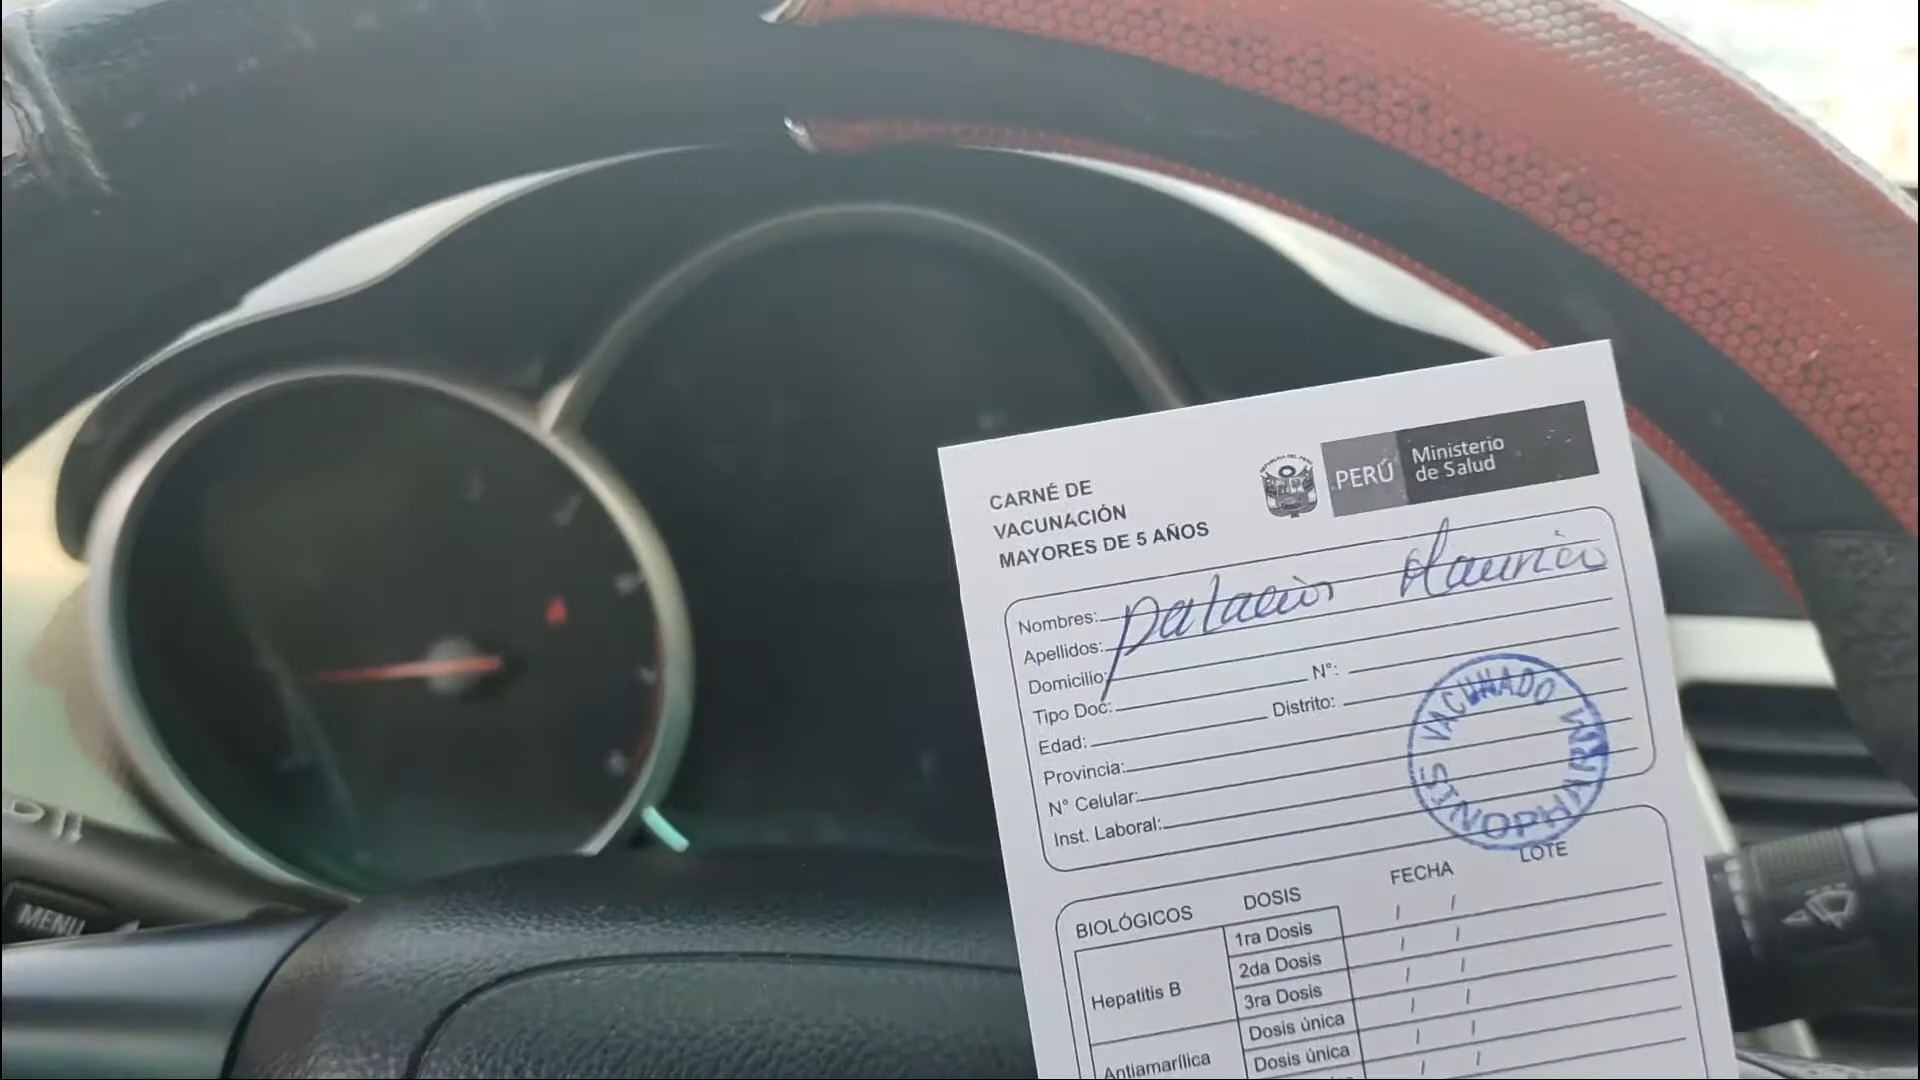 CARNÉ DE
VACUNACIÓN
MAYORES DE 5 AÑOS
PERÚ
Ministerio
de Salud
Nombres:
Apellidos: palacios Mauricio
Domicilio:
Tipo Doc: N°:
Edad: Distrito:
Provincia:
N° Celular:
Inst. Laboral:
VACUNADO
SINOPHARM
BIOLÓGICOS DOSIS FECHA LOTE
Hepatitis B
1ra Dosis / /
2da Dosis / /
3ra Dosis / /
Antiamarílica
Dosis única / /
Dosis única / /
MENU